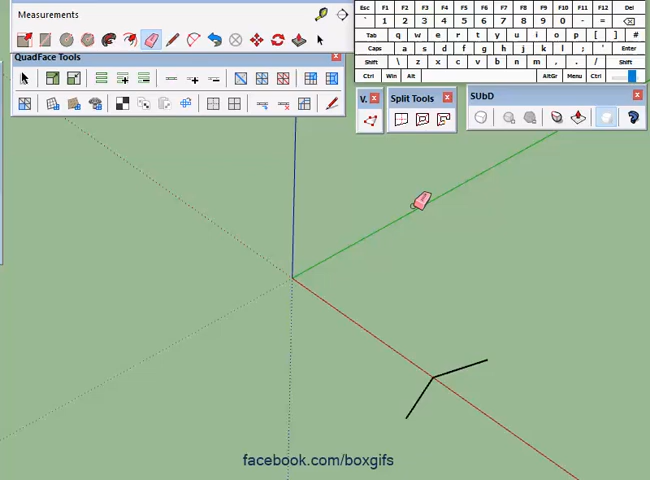 Measurements
QuadFace Tools
Esc F1 F2 F3 F4 F5 F6 F7 F8 F9 F10 F11 F12 Del
` 1 2 3 4 5 6 7 8 9 0 - =
Tab q w e r t y u i o p [ ] #
Caps a s d f g h j k l ; ' Enter
Shift \ z x c v b n m , . / Shift
Ctrl Win Alt AltGr Menu Ctrl
V.
Split Tools
SUbD
facebook.com/boxgifs